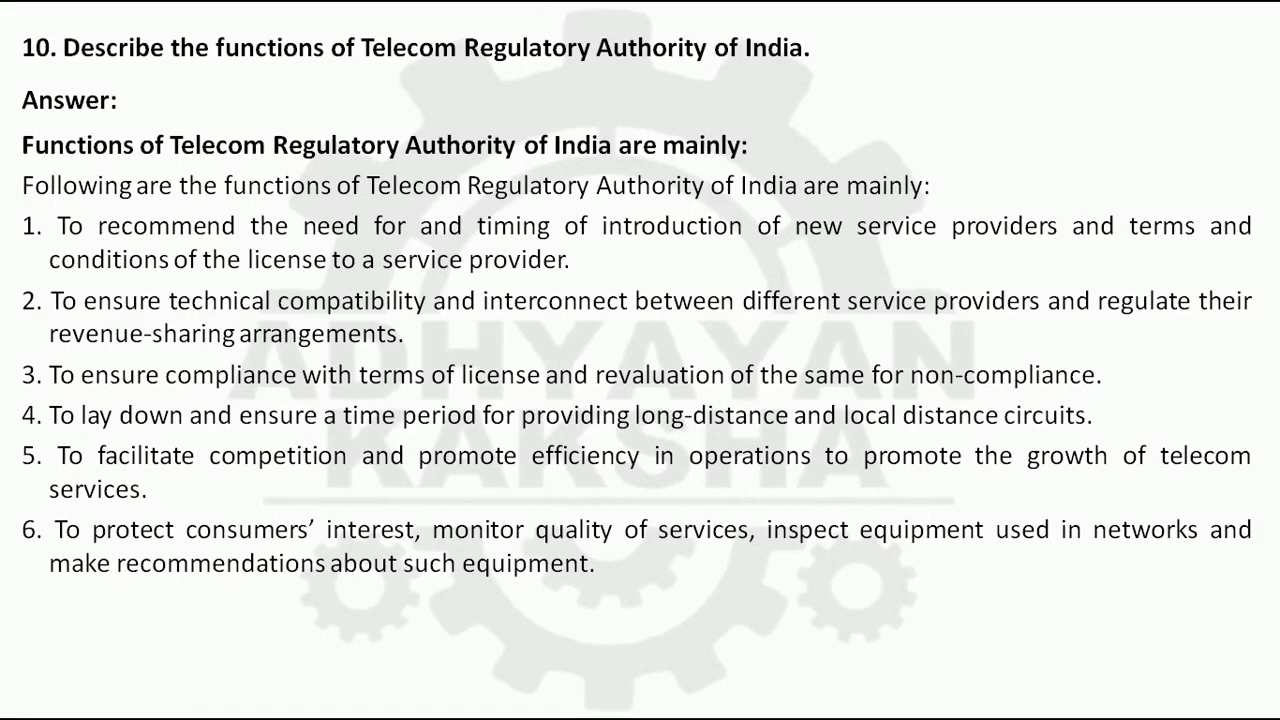 10. Describe the functions of Telecom Regulatory Authority of India.
Answer:
Functions of Telecom Regulatory Authority of India are mainly:
Following are the functions of Telecom Regulatory Authority of India are mainly:
1. To recommend the need for and timing of introduction of new service providers and terms and
conditions of the license to a service provider.
2. To ensure technical compatibility and interconnect between different service providers and regulate their
revenue-sharing arrangements.
3. To ensure compliance with terms of license and revaluation of the same for non-compliance.
4. To lay down and ensure a time period for providing long-distance and local distance circuits.
5. To facilitate competition and promote efficiency in operations to promote the growth of telecom
services.
6. To protect consumers’ interest, monitor quality of services, inspect equipment used in networks and
make recommendations about such equipment.
ADHYAYAN
KAKSHA